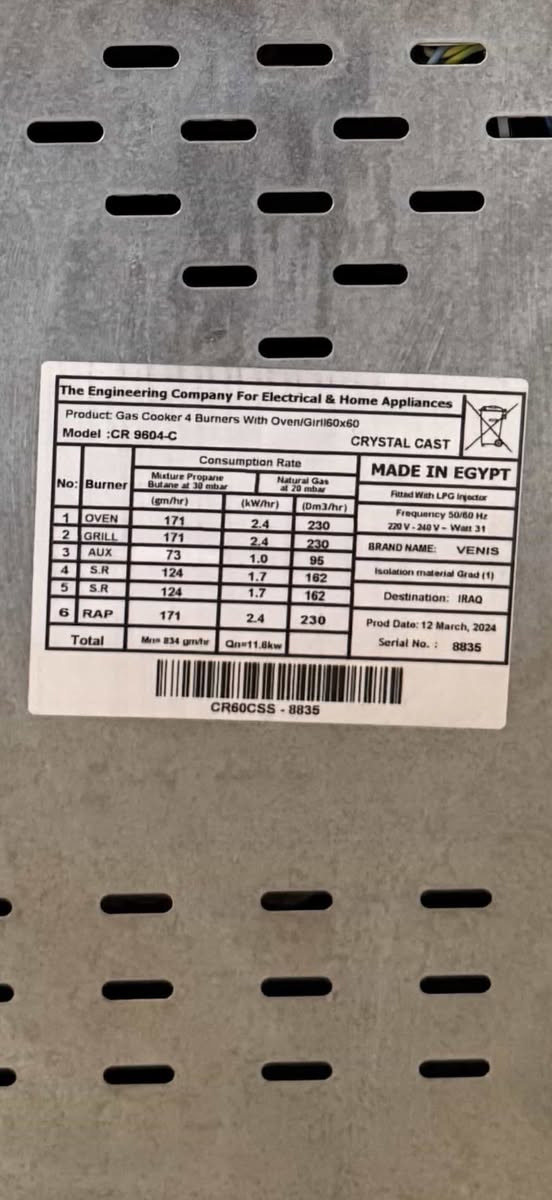 The Engineering Company For Electrical & Home Appliances
Product: Gas Cooker 4 Burners With Oven/Girll60x60
Model :CR 9604-C
CRYSTAL CAST
No: Burner
Consumption Rate
Mixture Propane
Butane at 30 mbar
Natural Gas
at 20 mbar
(gm/hr) (kW/hr) (Dm3/hr)
1 OVEN 171 2.4 230
2 GRILL 171 2.4 230
3 AUX 73 1.0 95
4 S.R 124 1.7 162
5 S.R 124 1.7 162
6 RAP 171 2.4 230
Total Mn= 834 gm/hr Qn=11.6kw
MADE IN EGYPT
Fitted With LPG Injector
Frequency 50/60 Hz
220 V - 240 V ~ Watt 31
BRAND NAME: VENIS
Isolation material Grad (1)
Destination: IRAQ
Prod Date: 12 March, 2024
Serial No. : 8835
CR60CSS - 8835